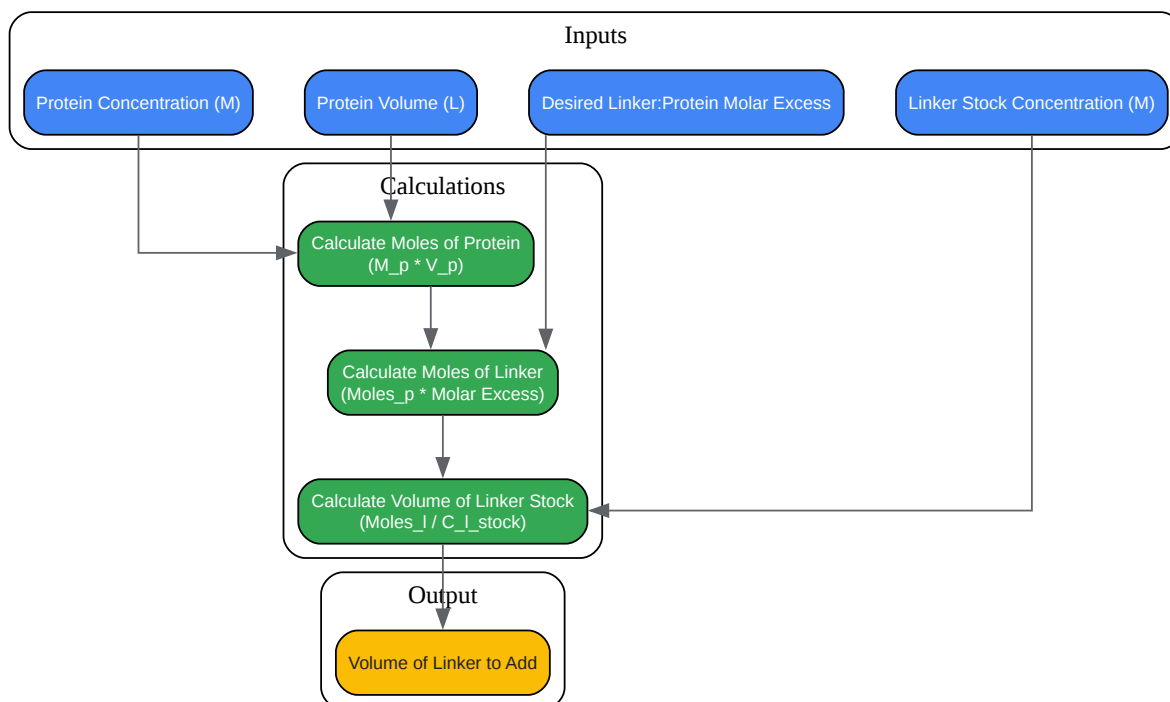 Inputs
Protein Concentration (M)
Protein Volume (L)
Desired Linker:Protein Molar Excess
Linker Stock Concentration (M)
Calculations
Calculate Moles of Protein
(M_p * V_p)
Calculate Moles of Linker
(Moles_p * Molar Excess)
Calculate Volume of Linker Stock
(Moles_l / C_l_stock)
Output
Volume of Linker to Add